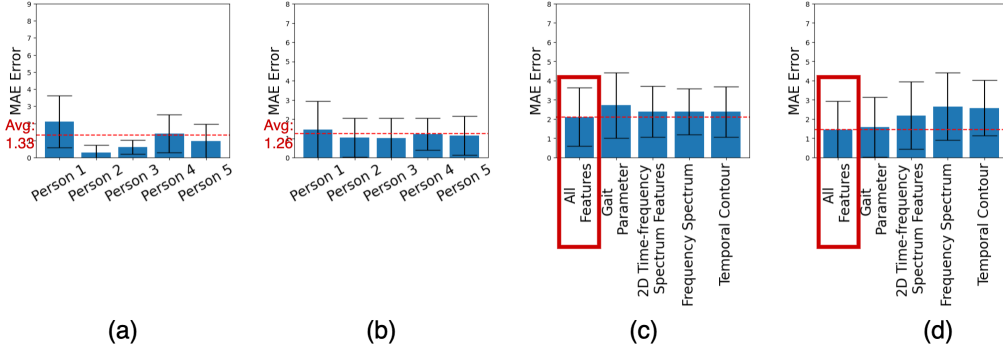 MAE Error
9
8
7
6
5
4
3
2
1
0
Avg:
1.33
Person 1
Person 2
Person 3
Person 4
Person 5
(a)
MAE Error
8
7
6
5
4
3
2
1
0
Avg:
1.26
Person 1
Person 2
Person 3
Person 4
Person 5
(b)
MAE Error
8
7
6
5
4
3
2
1
0
All
Features
Gait
Parameter
2D Time-frequency
Spectrum Features
Frequency Spectrum
Temporal Contour
(c)
MAE Error
8
7
6
5
4
3
2
1
0
All
Features
Gait
Parameter
2D Time-frequency
Spectrum Features
Frequency Spectrum
Temporal Contour
(d)